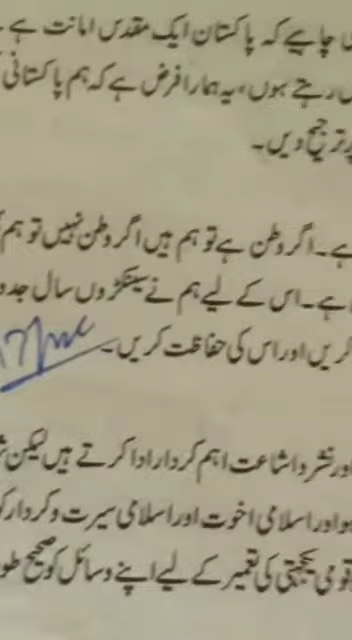 چاہیے کہ پاکستان ایک مقدس امانت ہے۔
رہتے ہوں، یہ ہمارا فرض ہے کہ ہم پاکستانی
پر ترجیح دیں۔
ہے۔ اگر وطن ہے تو ہم ہیں اگر وطن نہیں تو ہم
ہے۔ اس کے لیے ہم نے سینکڑوں سال جدو
کریں اور اس کی حفاظت کریں۔
اور نشر و اشاعت اہم کردار ادا کرتے ہیں لیکن
ہو اور اسلامی اخوت اور اسلامی سیرت و کردار کو
قومی یکجہتی کی تعمیر کے لیے اپنے وسائل کو صحیح طور